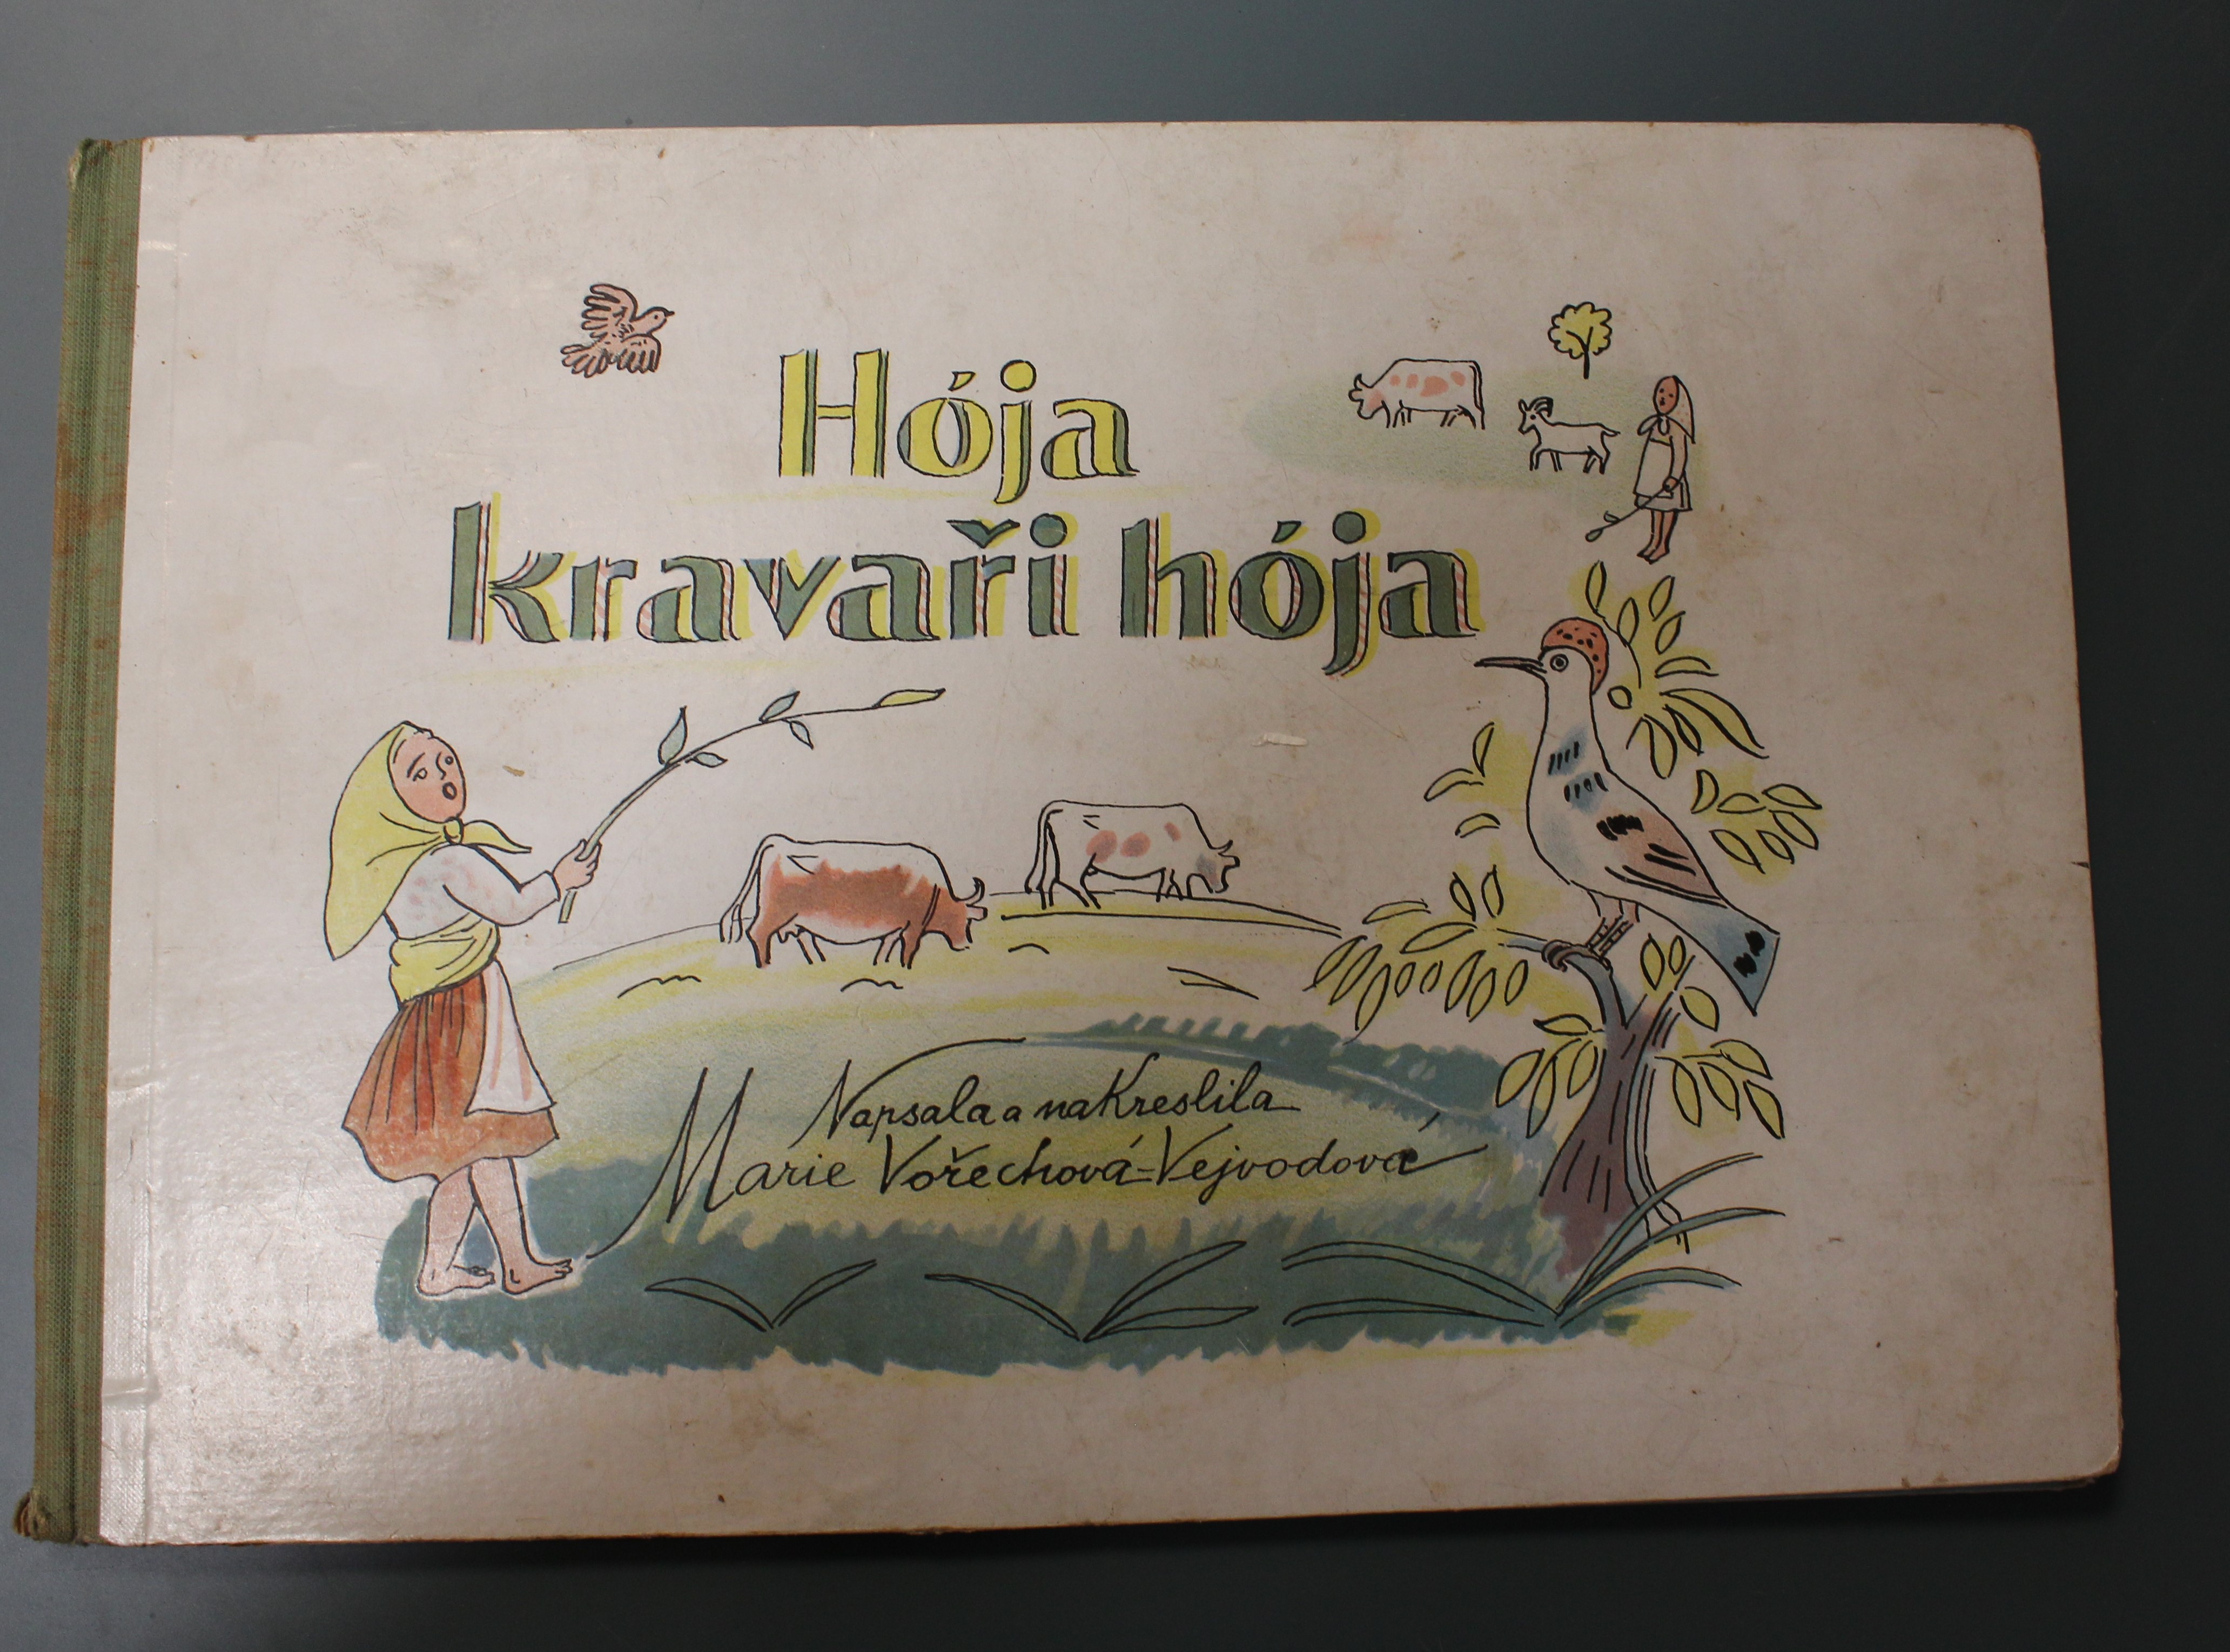 Hója
kravaři hója
Napsala a nakreslila
Marie Vořechová-Vejvodová